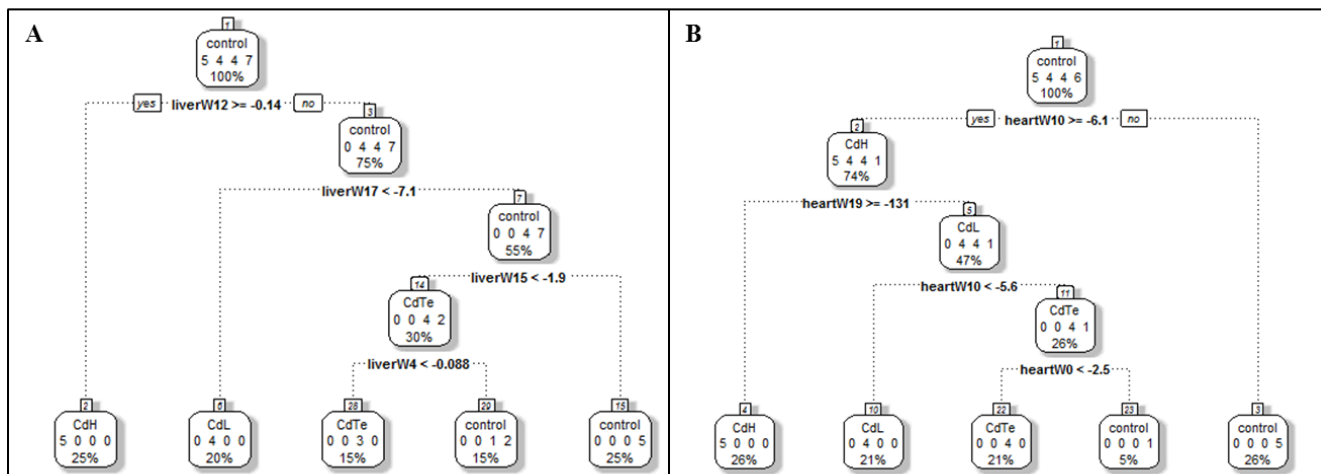 A
1
control
5 4 4 7
100%
yes liverW12 >= -0.14 no
3
control
0 4 4 7
75%
liverW17 < -7.1
7
control
0 0 4 7
55%
liverW15 < -1.9
14
CdTe
0 0 4 2
30%
liverW4 < -0.088
2
CdH
5 0 0 0
25%
6
CdL
0 4 0 0
20%
28
CdTe
0 0 3 0
15%
29
control
0 0 1 2
15%
15
control
0 0 0 5
25%
B
1
control
5 4 4 6
100%
yes heartW10 >= -6.1 no
2
CdH
5 4 4 1
74%
heartW19 >= -131
5
CdL
0 4 4 1
47%
heartW10 < -5.6
11
CdTe
0 0 4 1
26%
heartW0 < -2.5
4
CdH
5 0 0 0
26%
10
CdL
0 4 0 0
21%
22
CdTe
0 0 4 0
21%
23
control
0 0 0 1
5%
3
control
0 0 0 5
26%